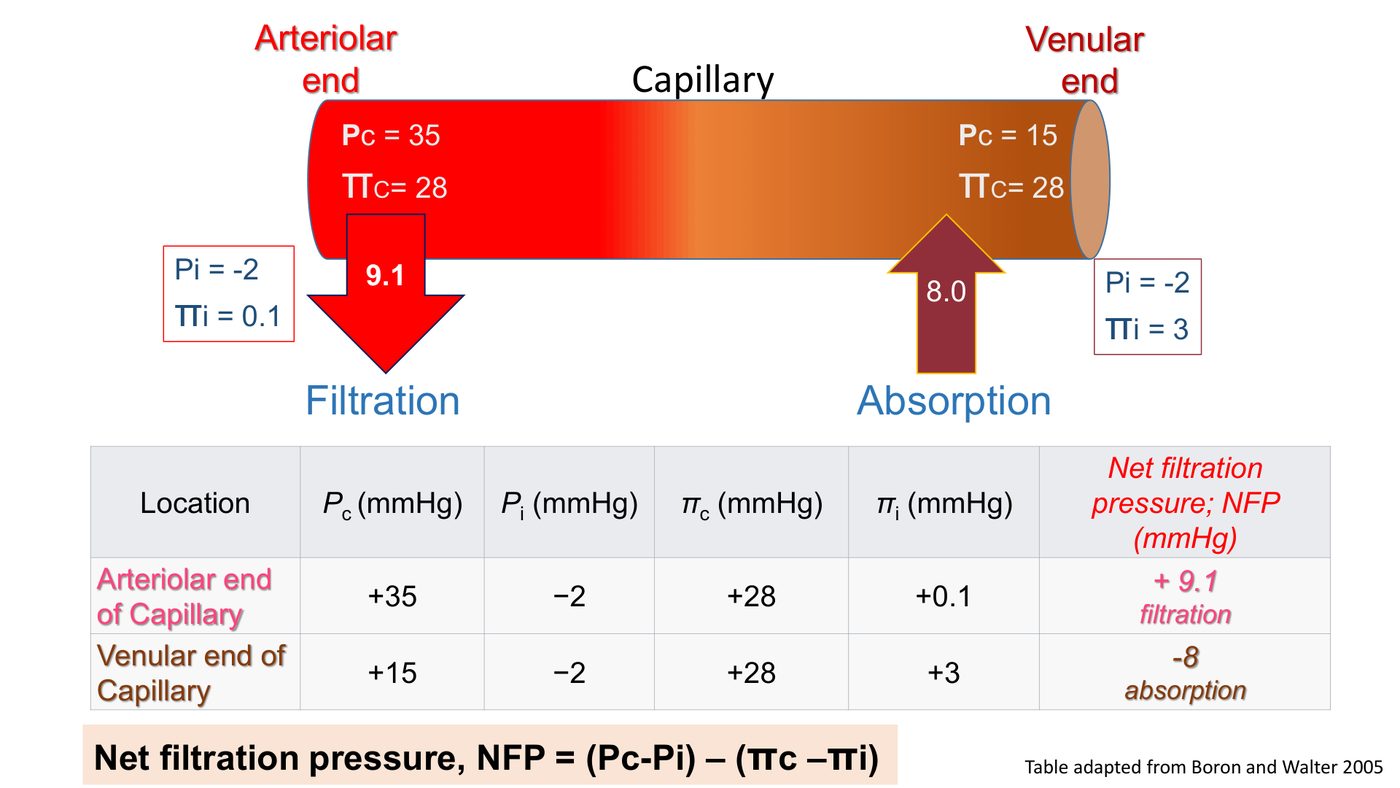 Arteriolar
end
Capillary
Venular
end
Pc = 35
πC= 28
Pc = 15
πC= 28
Pi = -2
πi = 0.1
9.1
8.0
Pi = -2
πi = 3
Filtration
Absorption
Location
Pc (mmHg)
Pi (mmHg)
πc (mmHg)
πi (mmHg)
Net filtration
pressure; NFP
(mmHg)
Arteriolar end
of Capillary
+35
−2
+28
+0.1
+ 9.1
filtration
Venular end of
Capillary
+15
−2
+28
+3
-8
absorption
Net filtration pressure, NFP = (Pc-Pi) – (πc –πi)
Table adapted from Boron and Walter 2005